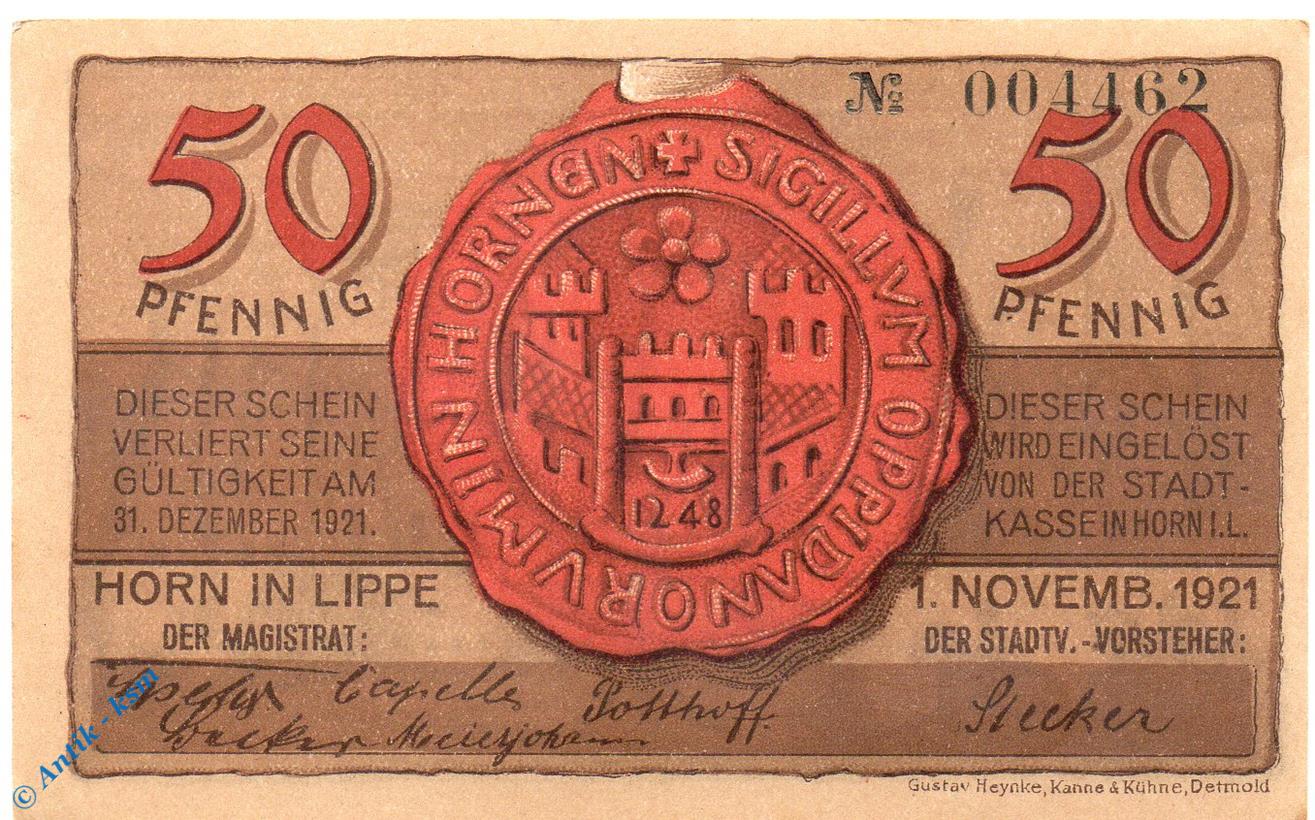 № 004462
50
PFENNIG
50
PFENNIG
✠ SIGILLVM OPPIDANORVM IN HORNEN
1248
DIESER SCHEIN
VERLIERT SEINE
GÜLTIGKEIT AM
31. DEZEMBER 1921.
DIESER SCHEIN
WIRD EINGELÖST
VON DER STADT-
KASSE IN HORN I.L.
HORN IN LIPPE
DER MAGISTRAT:
1. NOVEMB. 1921
DER STADTV.-VORSTEHER:
Capelle
Potthoff
Meierjohann
Gustav Heynke, Kanne & Kühne, Detmold
© Antik - ksm